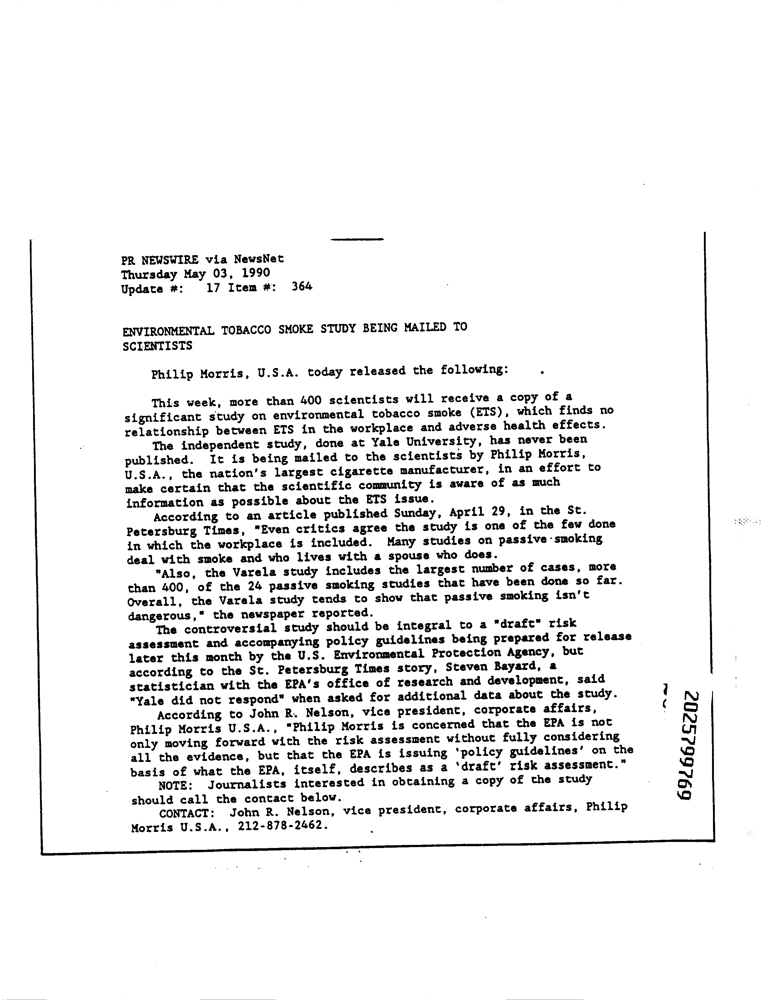 PR NEWSWIRE via NewsNet
Thursday May 03, 1990
Update #: 17 Item #: 364
ENVIRONMENTAL TOBACCO SMOKE STUDY BEING MAILED TO
SCIENTISTS
Philip Morris, U.S.A. today released the following:
This week, more than 400 scientists will receive a copy of a
significant study on environmental tobacco smoke (ETS), which finds no
relationship between ETS in the workplace and adverse health effects.
The independent study, done at Yale University, has never been
published. It is being mailed to the scientists by Philip Morris,
U.S.A., the nation's largest cigarette manufacturer, in an effort to
make certain that the scientific community is aware of as much
information as possible about the ETS issue.
According to an article published Sunday, April 29, in the St.
Petersburg Times, "Even critics agree the study is one of the few done
in which the workplace is included. Many studies on passive smoking
deal with smoke and who lives with a spouse who does.
"Also, the Varela study includes the largest number of cases, more
than 400, of the 24 passive smoking studies that have been done so far.
Overall, the Varela study tends to show that passive smoking isn't
dangerous," the newspaper reported.
The controversial study should be integral to a "draft" risk
assessment and accompanying policy guidelines being prepared for release
later this month by the U.S. Environmental Protection Agency, but
according to the St. Petersburg Times story, Steven Bayard, a
statistician with the EPA's office of research and development, said
"Yale did not respond" when asked for additional data about the study.
According to John R. Nelson, vice president, corporate affairs,
Philip Morris U.S.A., "Philip Morris is concerned that the EPA is not
only moving forward with the risk assessment without fully considering
all the evidence, but that the EPA is issuing 'policy guidelines' on the
basis of what the EPA, itself, describes as a 'draft' risk assessment."
NOTE: Journalists interested in obtaining a copy of the study
should call the contact below.
CONTACT: John R. Nelson, vice president, corporate affairs, Philip
Morris U.S.A., 212-878-2462.
2025799769